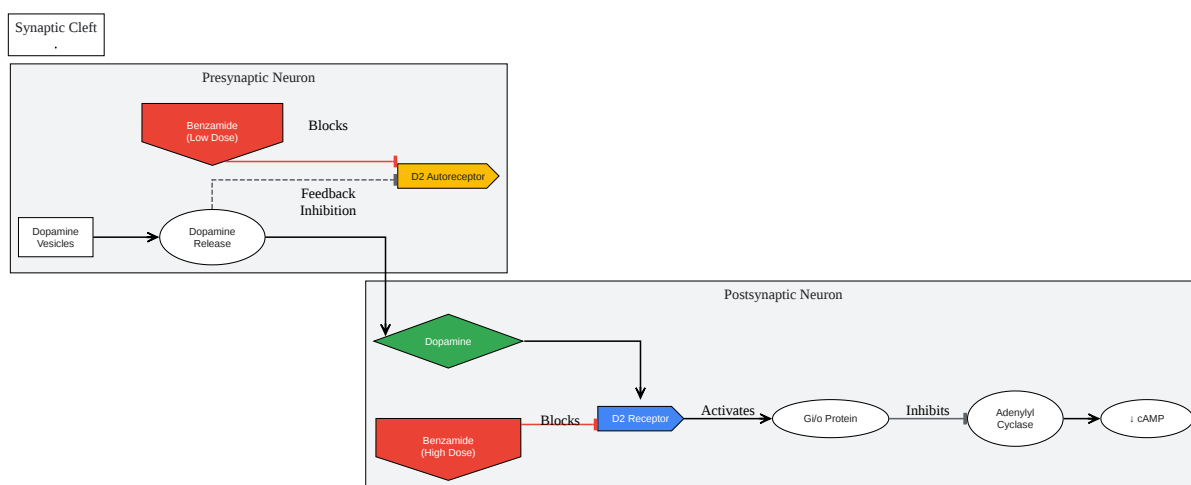 Synaptic Cleft
.
Presynaptic Neuron
Benzamide
(Low Dose)
Blocks
D2 Autoreceptor
Feedback
Inhibition
Dopamine
Vesicles
Dopamine
Release
Postsynaptic Neuron
Dopamine
Benzamide
(High Dose)
Blocks
D2 Receptor
Activates
Gi/o Protein
Inhibits
Adenylyl
Cyclase
↓ cAMP